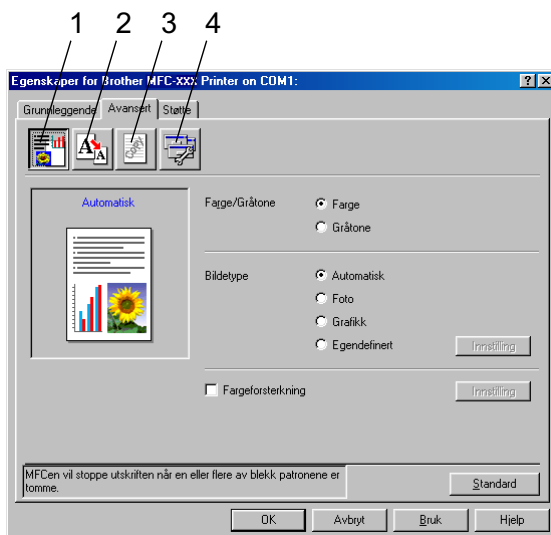 1 2 3 4
Egenskaper for Brother MFC-XXX Printer on COM1:
Grunnleggende Avansert Støtte
Automatisk
Farge/Gråtone
Farge
Gråtone
Bildetype
Automatisk
Foto
Grafikk
Egendefinert
Innstilling
Fargeforsterkning
Innstilling
MFCen vil stoppe utskriften når en eller flere av blekk patronene er
tomme.
Standard
OK Avbryt Bruk Hjelp